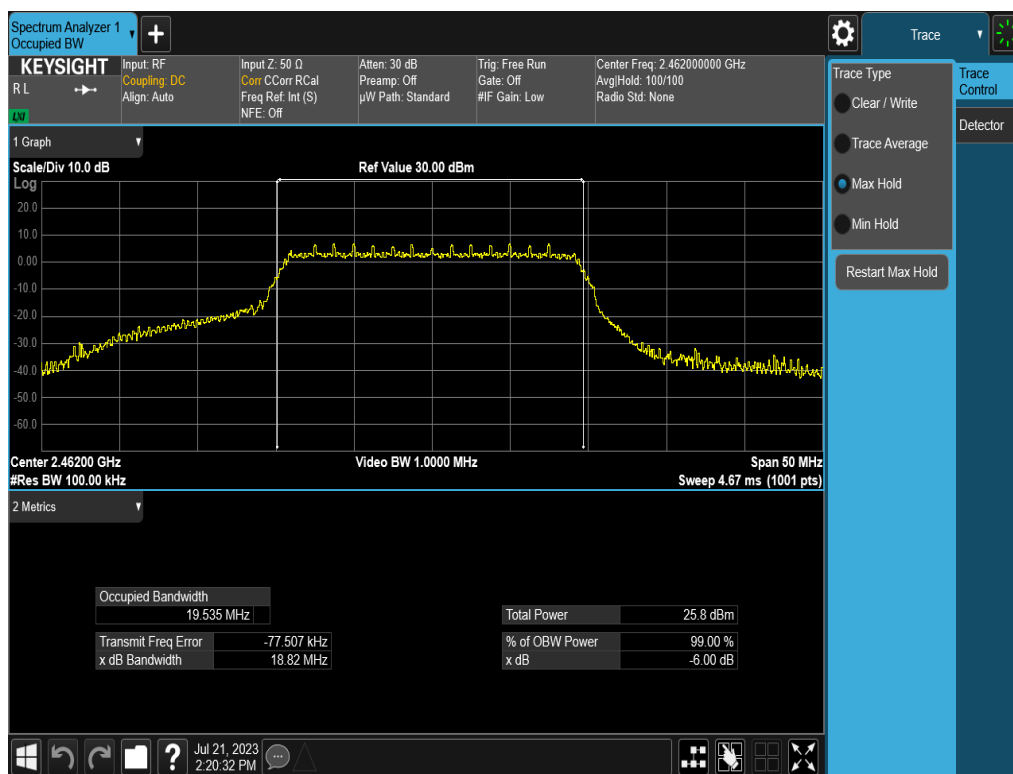 Spectrum Analyzer 1
Occupied BW
+
Trace
KEYSIGHT
R L
LXI
Input: RF
Coupling: DC
Align: Auto
Input Z: 50 Ω
Corr CCorr RCal
Freq Ref: Int (S)
NFE: Off
Atten: 30 dB
Preamp: Off
µW Path: Standard
Trig: Free Run
Gate: Off
#IF Gain: Low
Center Freq: 2.462000000 GHz
Avg|Hold: 100/100
Radio Std: None
Trace Type
Clear / Write
Trace Average
Max Hold
Min Hold
Restart Max Hold
Trace
Control
Detector
1 Graph
Scale/Div 10.0 dB
Ref Value 30.00 dBm
Log
20.0
10.0
0.00
-10.0
-20.0
-30.0
-40.0
-50.0
-60.0
Center 2.46200 GHz
Video BW 1.0000 MHz
Span 50 MHz
#Res BW 100.00 kHz
Sweep 4.67 ms (1001 pts)
2 Metrics
Occupied Bandwidth
19.535 MHz
Transmit Freq Error -77.507 kHz
x dB Bandwidth 18.82 MHz
Total Power 25.8 dBm
% of OBW Power 99.00 %
x dB -6.00 dB
?
Jul 21, 2023
2:20:32 PM